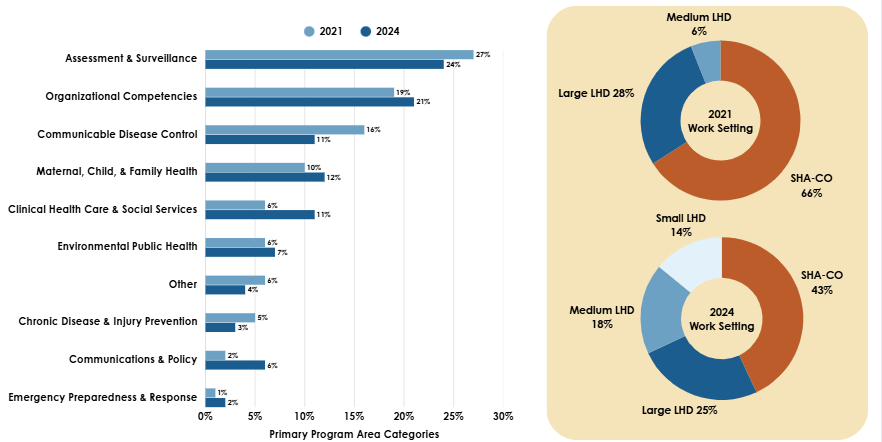 2021 2024
Assessment & Surveillance 27% 24%
Organizational Competencies 19% 21%
Communicable Disease Control 16% 11%
Maternal, Child, & Family Health 10% 12%
Clinical Health Care & Social Services 6% 11%
Environmental Public Health 6% 7%
Other 6% 4%
Chronic Disease & Injury Prevention 5% 3%
Communications & Policy 2% 6%
Emergency Preparedness & Response 1% 2%
0% 5% 10% 15% 20% 25% 30%
Primary Program Area Categories
Medium LHD
6%
Large LHD 28%
2021
Work Setting
SHA-CO
66%
Small LHD
14%
SHA-CO
43%
Medium LHD
18%
2024
Work Setting
Large LHD 25%